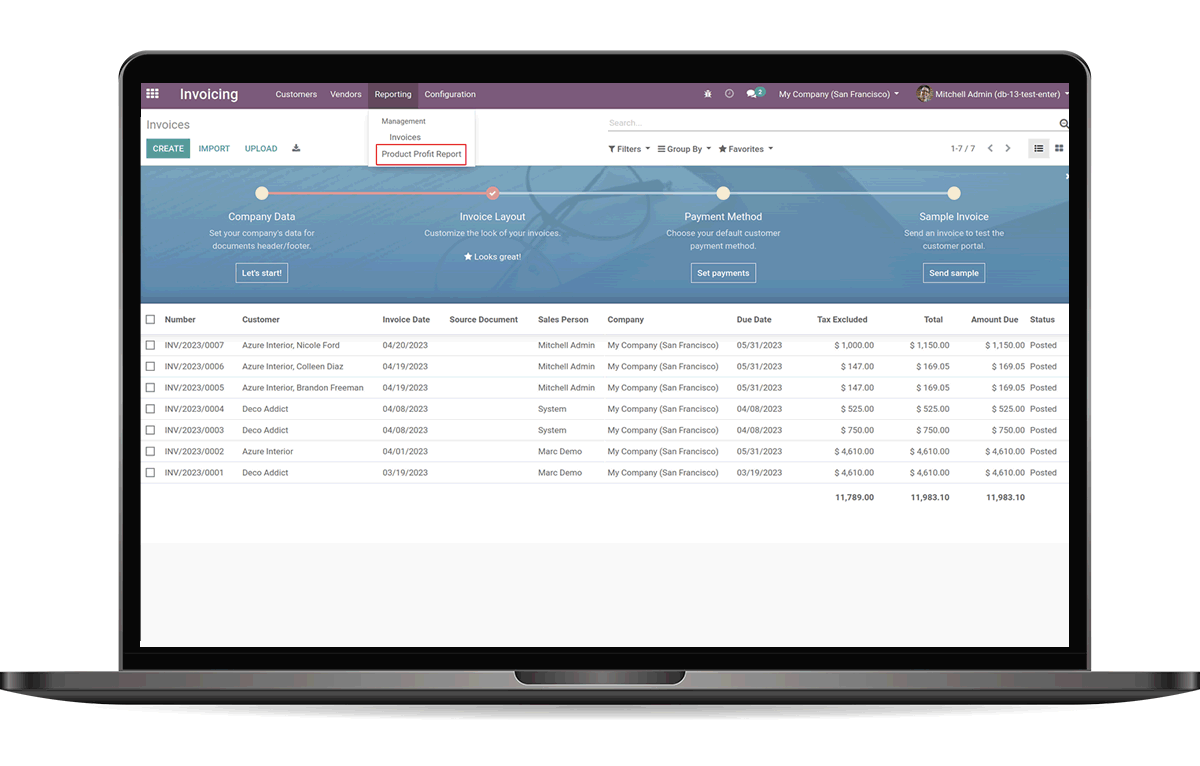 Invoicing Customers Vendors Reporting Configuration 2 My Company (San Francisco) Mitchell Admin (db-13-test-enter)
Invoices
Search...
Management
Invoices
Product Profit Report
CREATE IMPORT UPLOAD Filters Group By Favorites 1-7 / 7
Company Data Invoice Layout Payment Method Sample Invoice
Set your company's data for Customize the look of your invoices. Choose your default customer Send an invoice to test the
documents header/footer. payment method. customer portal.
Looks great!
Let's start! Set payments Send sample
Number Customer Invoice Date Source Document Sales Person Company Due Date Tax Excluded Total Amount Due Status
INV/2023/0007 Azure Interior, Nicole Ford 04/20/2023 Mitchell Admin My Company (San Francisco) 05/31/2023 $ 1,000.00 $ 1,150.00 $ 1,150.00 Posted
INV/2023/0006 Azure Interior, Colleen Diaz 04/19/2023 Mitchell Admin My Company (San Francisco) 05/31/2023 $ 147.00 $ 169.05 $ 169.05 Posted
INV/2023/0005 Azure Interior, Brandon Freeman 04/19/2023 Mitchell Admin My Company (San Francisco) 05/31/2023 $ 147.00 $ 169.05 $ 169.05 Posted
INV/2023/0004 Deco Addict 04/08/2023 System My Company (San Francisco) 04/08/2023 $ 525.00 $ 525.00 $ 525.00 Posted
INV/2023/0003 Deco Addict 04/08/2023 System My Company (San Francisco) 04/08/2023 $ 750.00 $ 750.00 $ 750.00 Posted
INV/2023/0002 Azure Interior 04/01/2023 Marc Demo My Company (San Francisco) 05/31/2023 $ 4,610.00 $ 4,610.00 $ 4,610.00 Posted
INV/2023/0001 Deco Addict 03/19/2023 Marc Demo My Company (San Francisco) 03/19/2023 $ 4,610.00 $ 4,610.00 $ 4,610.00 Posted
11,789.00 11,983.10 11,983.10